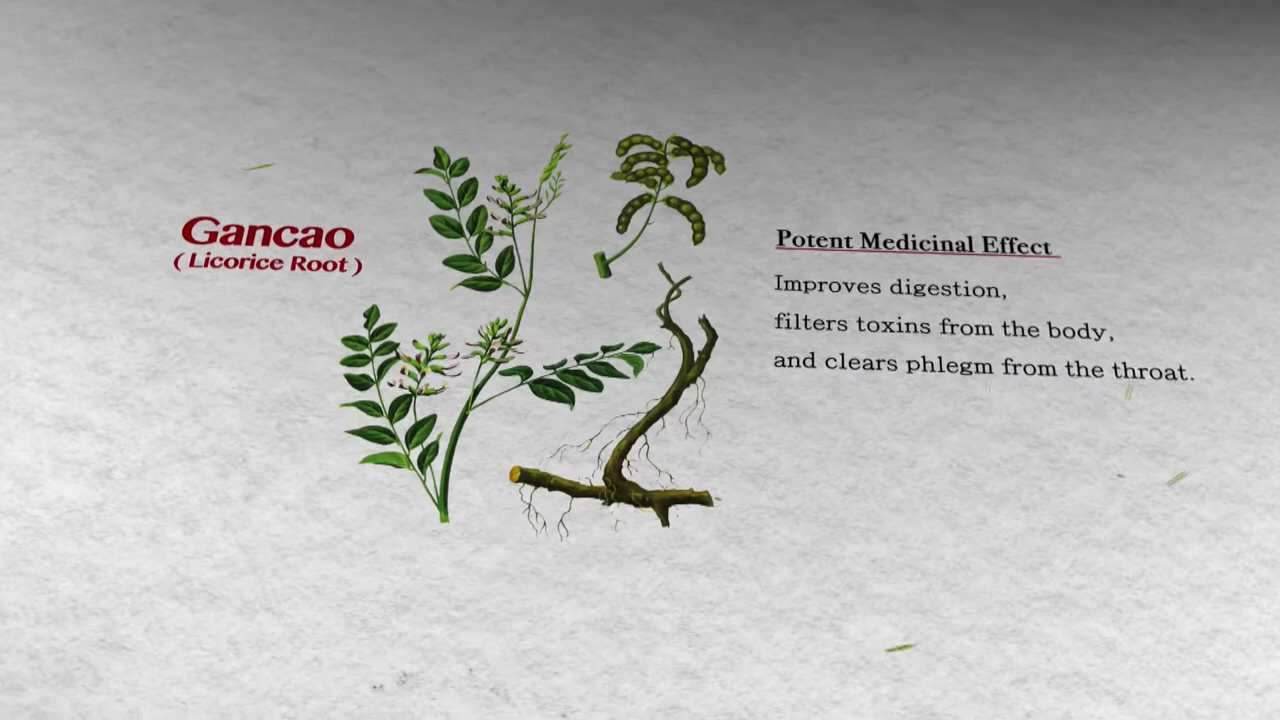 Gancao
( Licorice Root )
Potent Medicinal Effect
Improves digestion,
filters toxins from the body,
and clears phlegm from the throat.